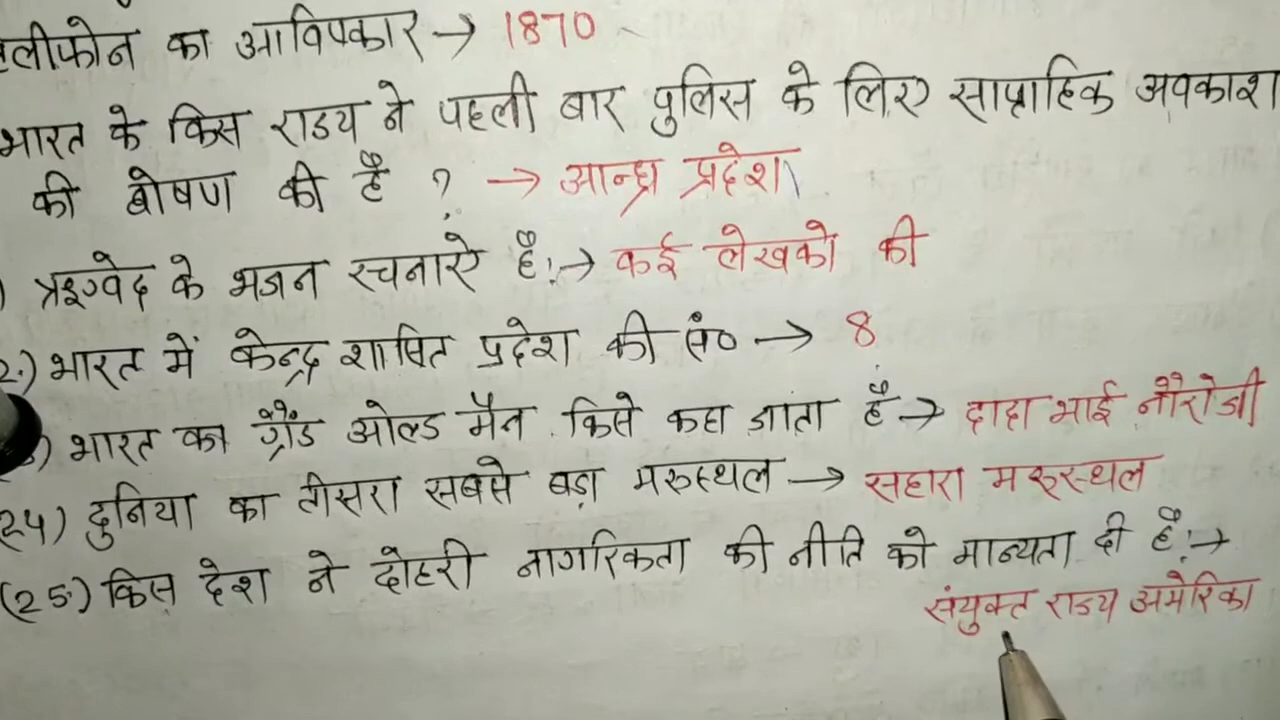 टेलीफोन का आविष्कार → 1870
भारत के किस राज्य ने पहली बार पुलिस के लिए साप्ताहिक अवकाश
की घोषण की है ? → आन्ध्र प्रदेश
) ऋग्वेद के भजन रचनाऐ है :→ कई लेखको की
2.) भारत में केन्द्र शाषित प्रदेश की सं० → 8
) भारत का ग्रैंड ओल्ड मैन किसे कहा जाता है → दादा भाई नौरोजी
(24) दुनिया का तीसरा सबसे बड़ा मरुस्थल → सहारा मरुस्थल
(25.) किस देश ने दोहरी नागरिकता की नीति को मान्यता दी है :→
संयुक्त राज्य अमेरिका